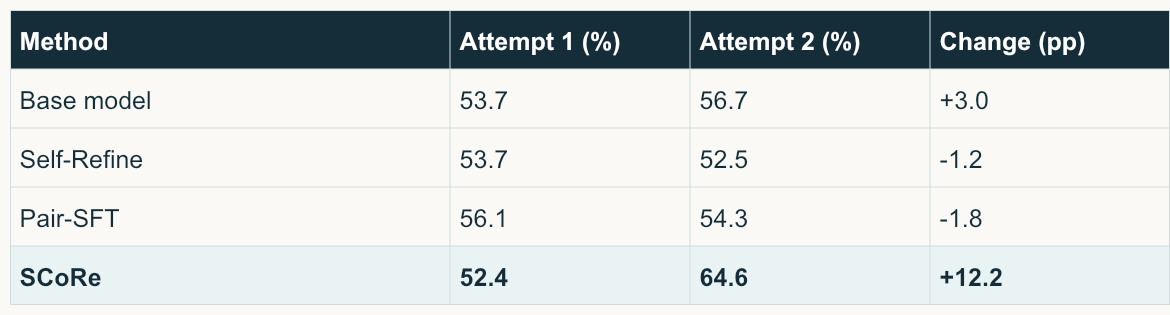 Method Attempt 1 (%) Attempt 2 (%) Change (pp)
Base model 53.7 56.7 +3.0
Self-Refine 53.7 52.5 -1.2
Pair-SFT 56.1 54.3 -1.8
SCoRe 52.4 64.6 +12.2